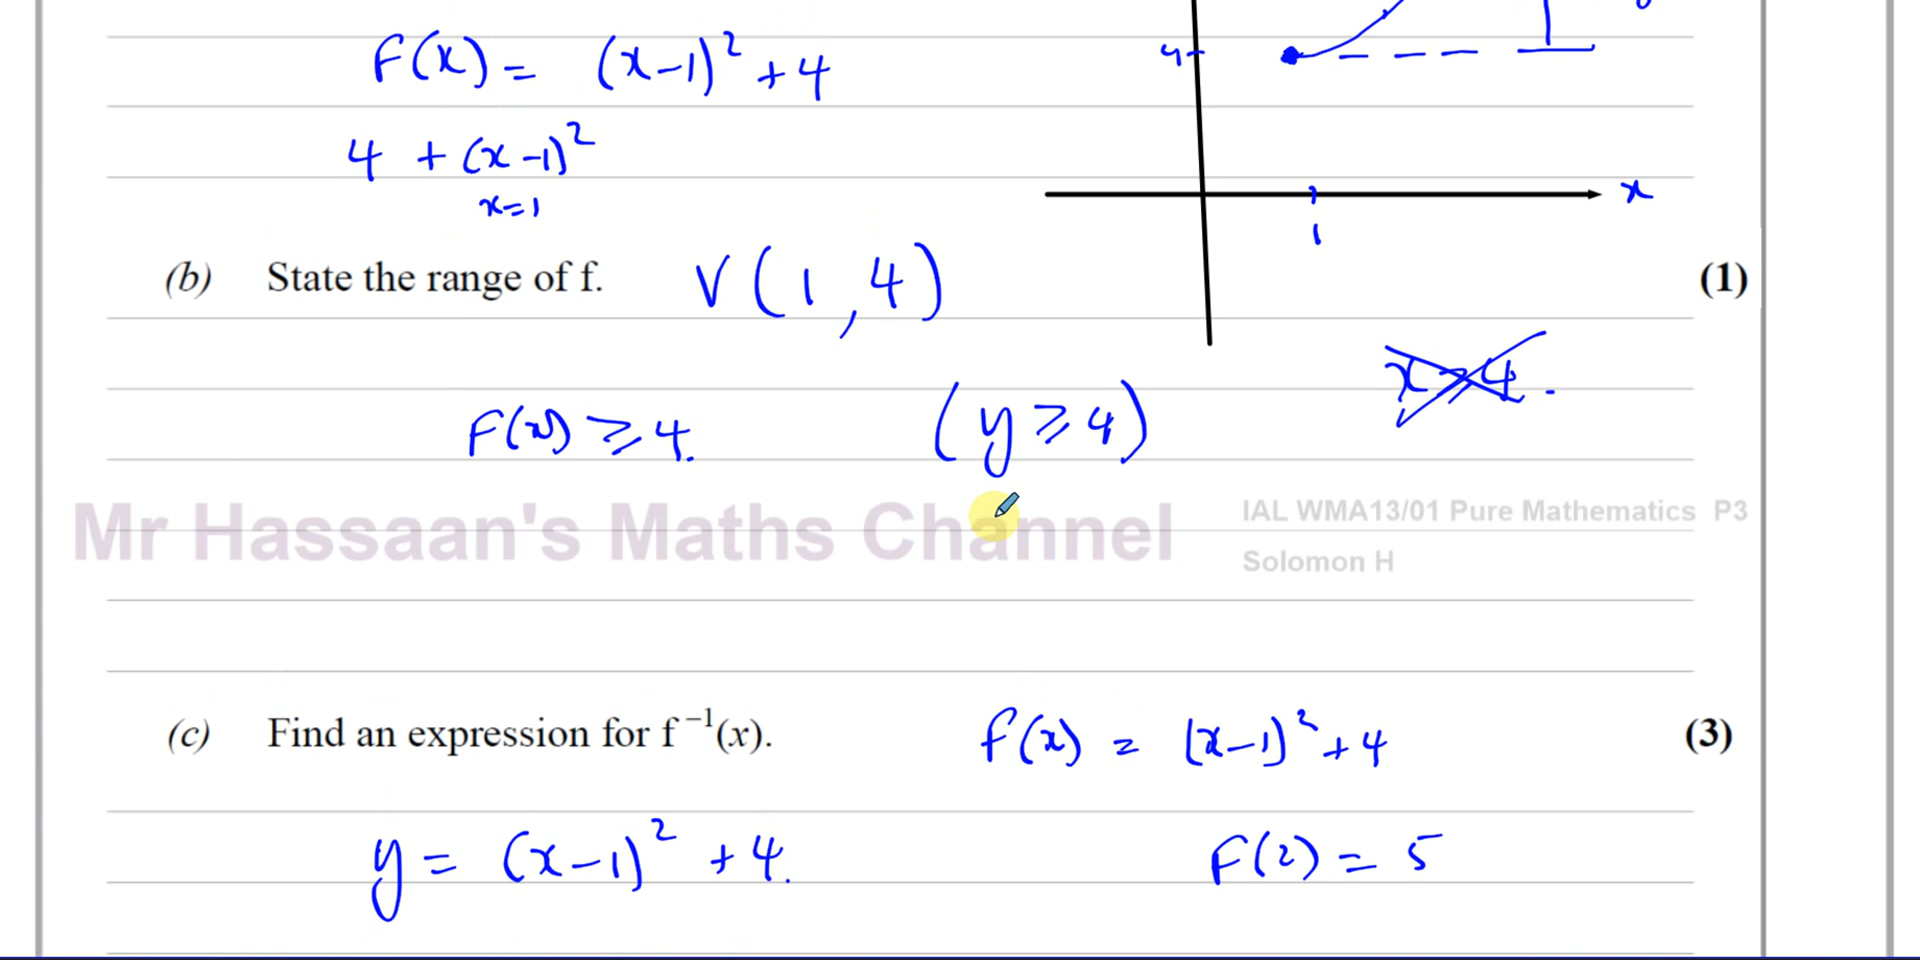 F(x) = (x-1)² + 4
4
4 + (x-1)²
x=1
x
1
(b) State the range of f. V(1,4) (1)
x>4.
F(x) ≥ 4. (y ≥ 4)
Mr Hassaan's Maths Channel
IAL WMA13/01 Pure Mathematics P3
Solomon H
(c) Find an expression for f⁻¹(x). f(x) = (x-1)² + 4 (3)
y = (x-1)² + 4. F(2) = 5